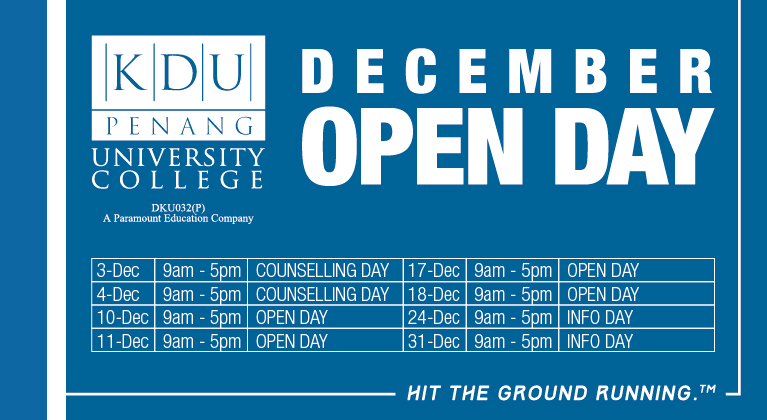 KDU
PENANG
UNIVERSITY
COLLEGE
DKU032(P)
A Paramount Education Company
DECEMBER
OPEN DAY
3-Dec 9am - 5pm COUNSELLING DAY 17-Dec 9am - 5pm OPEN DAY
4-Dec 9am - 5pm COUNSELLING DAY 18-Dec 9am - 5pm OPEN DAY
10-Dec 9am - 5pm OPEN DAY 24-Dec 9am - 5pm INFO DAY
11-Dec 9am - 5pm OPEN DAY 31-Dec 9am - 5pm INFO DAY
HIT THE GROUND RUNNING.™